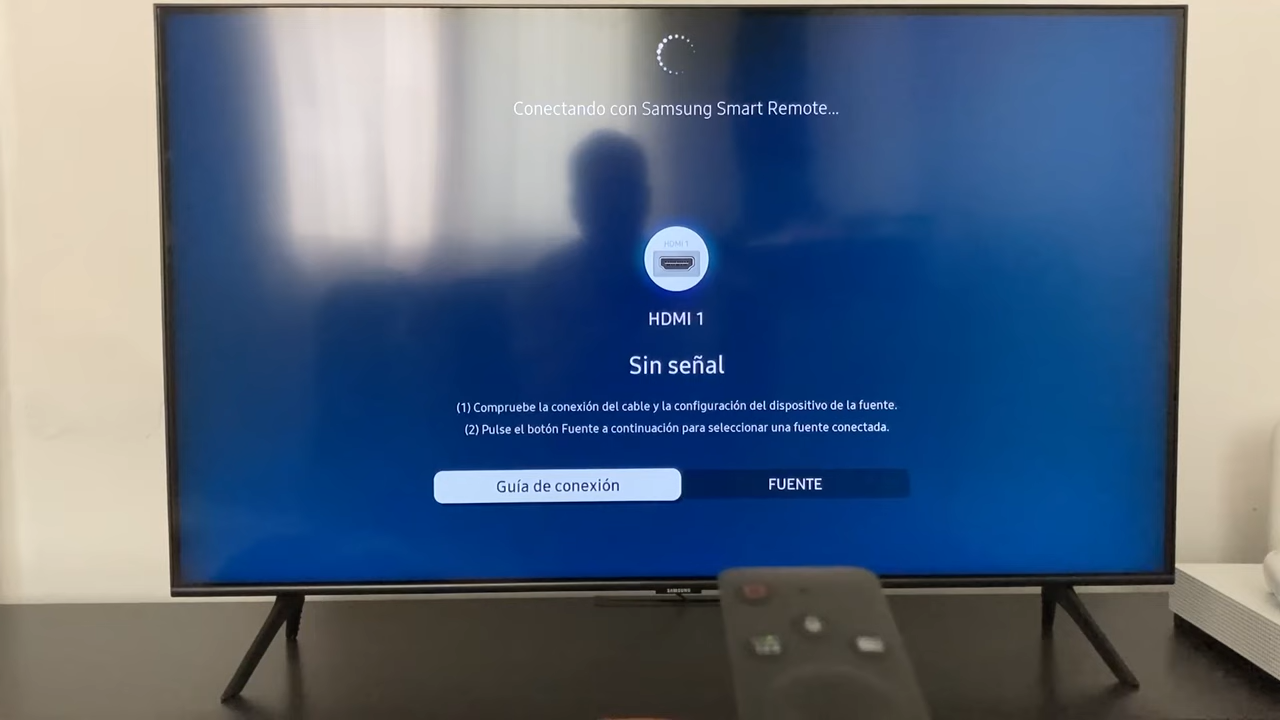 Conectando con Samsung Smart Remote...
HDMI 1
HDMI 1
Sin señal
(1) Compruebe la conexión del cable y la configuración del dispositivo de la fuente.
(2) Pulse el botón Fuente a continuación para seleccionar una fuente conectada.
Guía de conexión
FUENTE
SAMSUNG